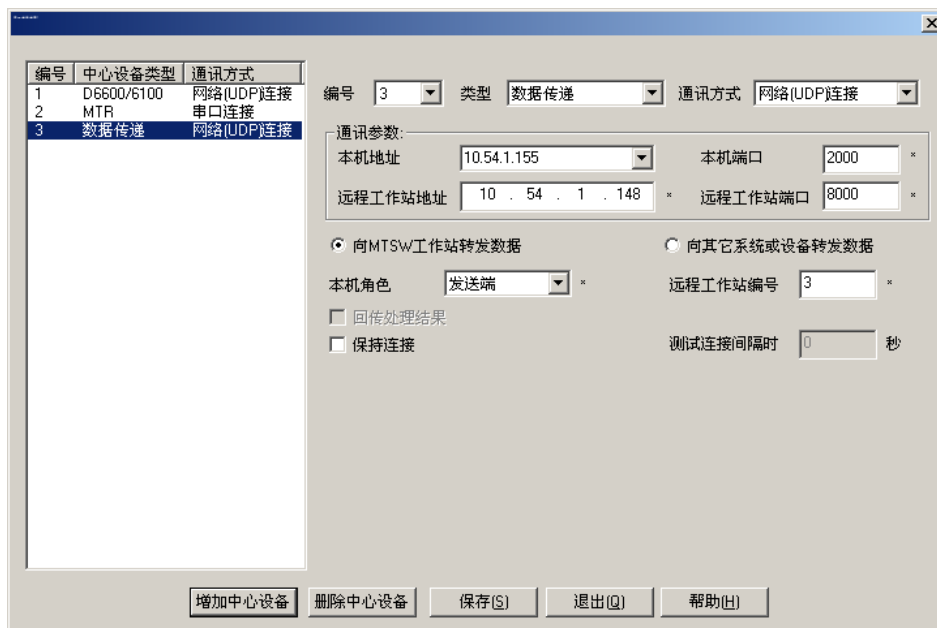 编号 中心设备类型 通讯方式
1 D6600/6100 网络(UDP)连接
2 MTR 串口连接
3 数据传递 网络(UDP)连接
编号 3 类型 数据传递 通讯方式 网络(UDP)连接
通讯参数:
本机地址 10.54.1.155 本机端口 2000 *
远程工作站地址 10 . 54 . 1 . 148 * 远程工作站端口 8000 *
向MTSW工作站转发数据 向其它系统或设备转发数据
本机角色 发送端 * 远程工作站编号 3 *
回传处理结果
保持连接 测试连接间隔时 0 秒
增加中心设备 删除中心设备 保存(S) 退出(Q) 帮助(H)